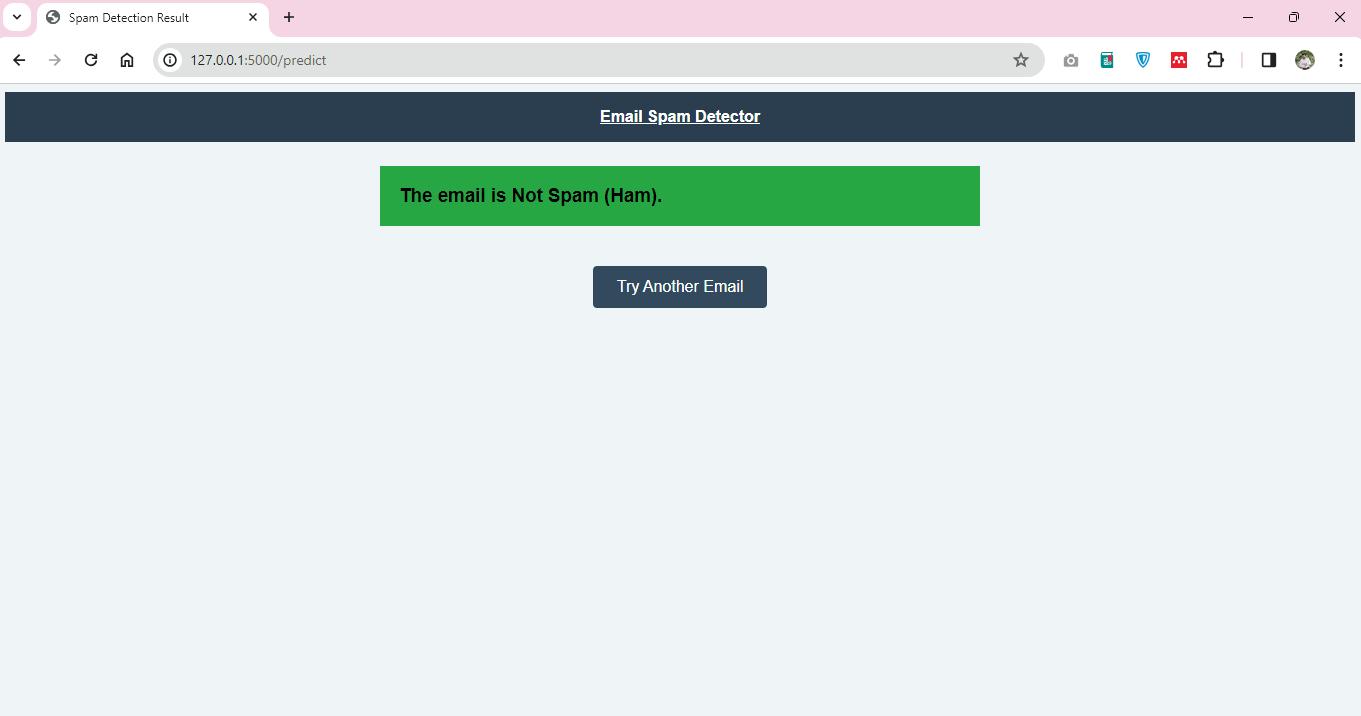 Spam Detection Result
127.0.0.1:5000/predict
Email Spam Detector
The email is Not Spam (Ham).
Try Another Email